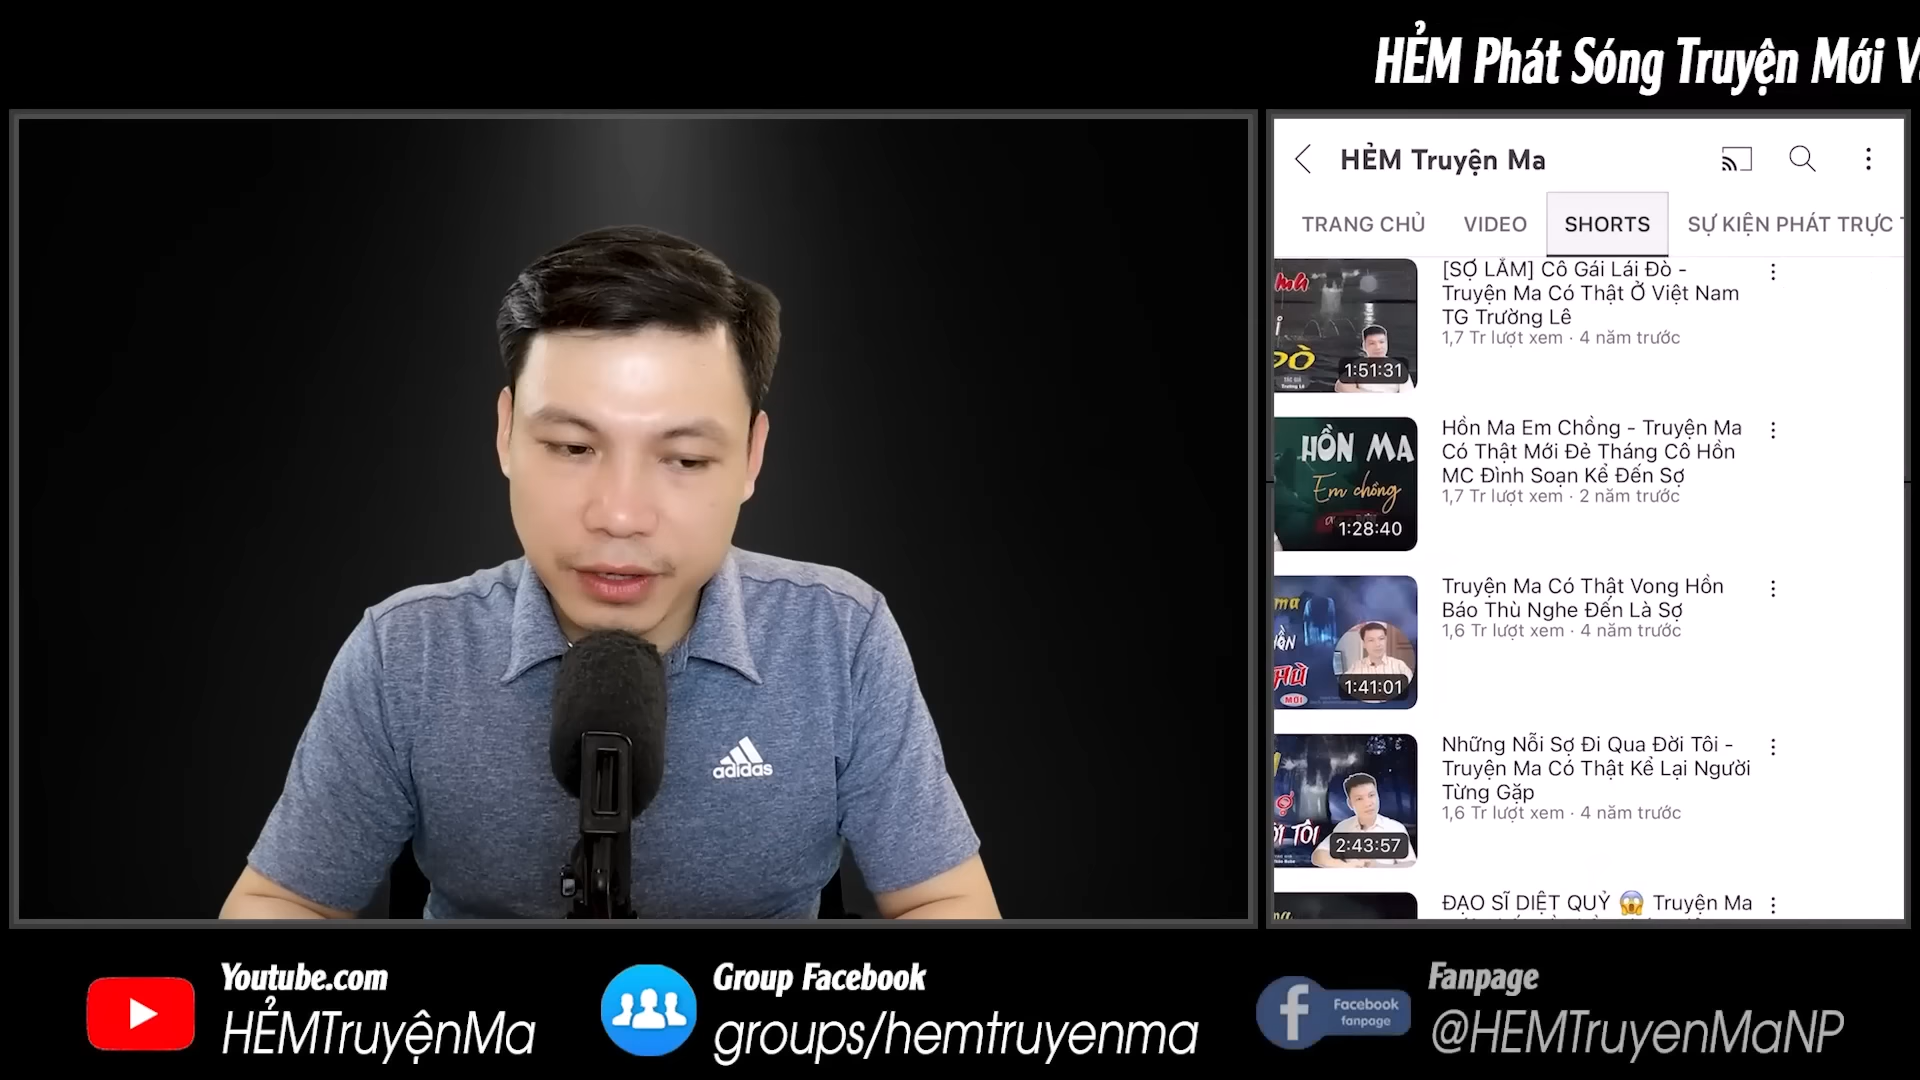 HẺM Phát Sóng Truyện Mới
HẺM Truyện Ma
TRANG CHỦ VIDEO SHORTS SỰ KIỆN PHÁT TRỰC
[SỢ LẮM] Cô Gái Lái Đò -
Truyện Ma Có Thật Ở Việt Nam
TG Trường Lê
1,7 Tr lượt xem · 4 năm trước
1:51:31
Hồn Ma Em Chồng - Truyện Ma
Có Thật Mới Đẻ Tháng Cô Hồn
MC Đình Soạn Kể Đến Sợ
1,7 Tr lượt xem · 2 năm trước
HỒN MA
Em chồng
1:28:40
Truyện Ma Có Thật Vong Hồn
Báo Thù Nghe Đến Là Sợ
1,6 Tr lượt xem · 4 năm trước
MỚI
1:41:01
Những Nỗi Sợ Đi Qua Đời Tôi -
Truyện Ma Có Thật Kể Lại Người
Từng Gặp
1,6 Tr lượt xem · 4 năm trước
TÔI
2:43:57
ĐẠO SĨ DIỆT QUỶ 😱 Truyện Ma
adidas
Youtube.com
HẺMTruyệnMa
Group Facebook
groups/hemtruyenma
Facebook
fanpage
Fanpage
@HEMTruyenMaNP